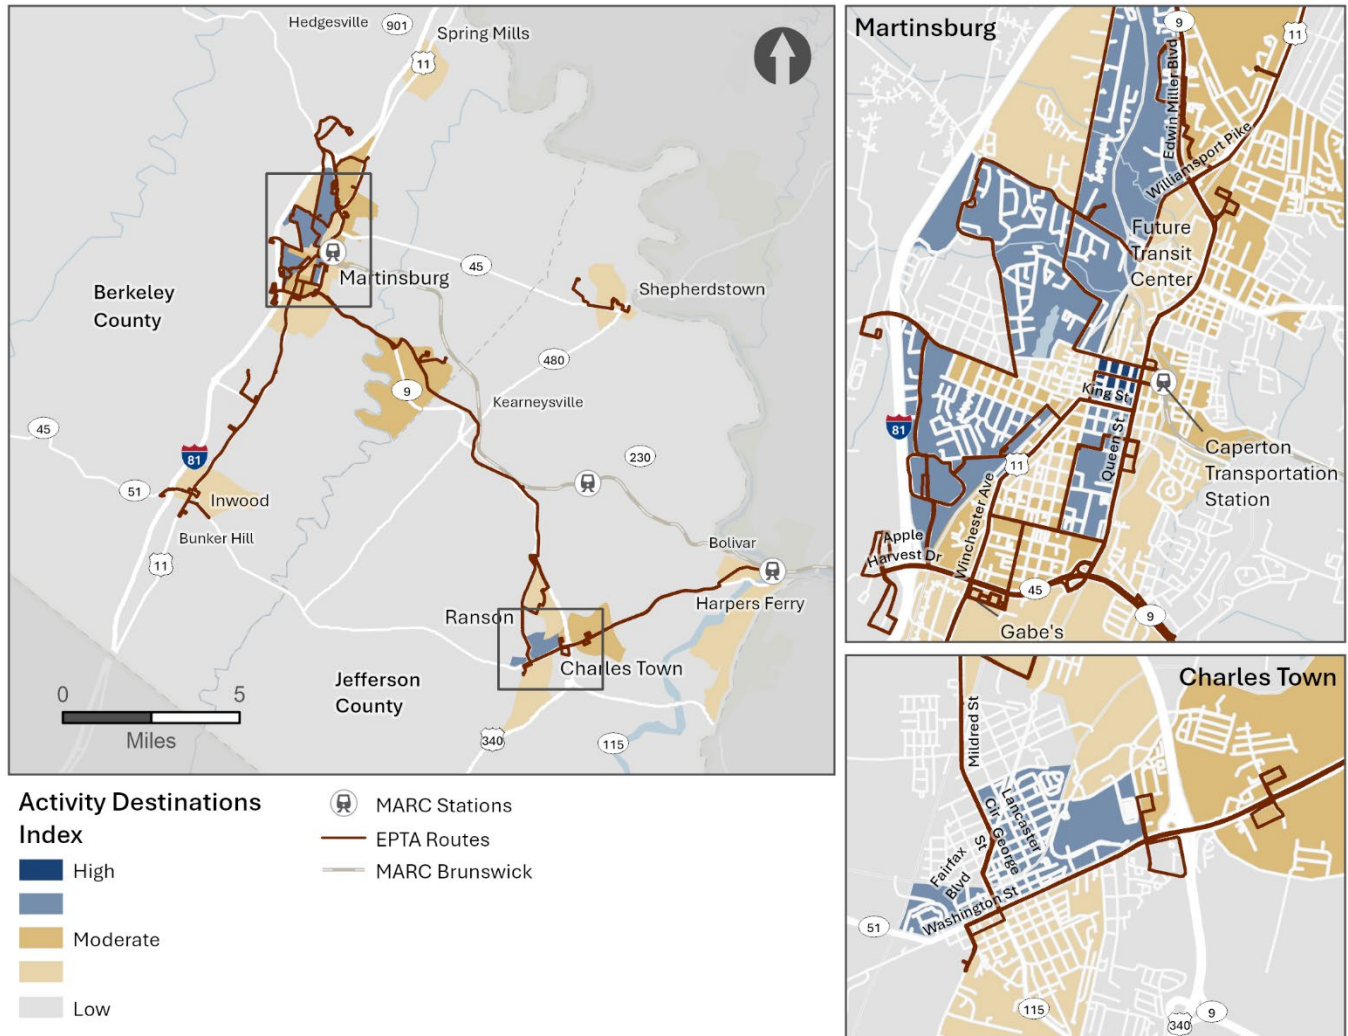 Hedgesville
901
Spring Mills
11
Martinsburg
45
Shepherdstown
Berkeley
County
480
9
Kearneysville
45
81
230
51
Inwood
Bunker Hill
11
Bolivar
Harpers Ferry
Ranson
Charles Town
Jefferson
County
0
5
Miles
340
115
Martinsburg
9
11
Edwin Miller Blvd
Williamsport Pike
Future
Transit
Center
King St
81
11
Queen St
Caperton
Transportation
Station
Winchester Ave
Apple
Harvest Dr
45
9
Gabe's
Charles Town
Mildred St
Lancaster
Cir
George
St
Fairfax
Blvd
Washington St
51
115
340
9
Activity Destinations
Index
High
Moderate
Low
MARC Stations
EPTA Routes
MARC Brunswick